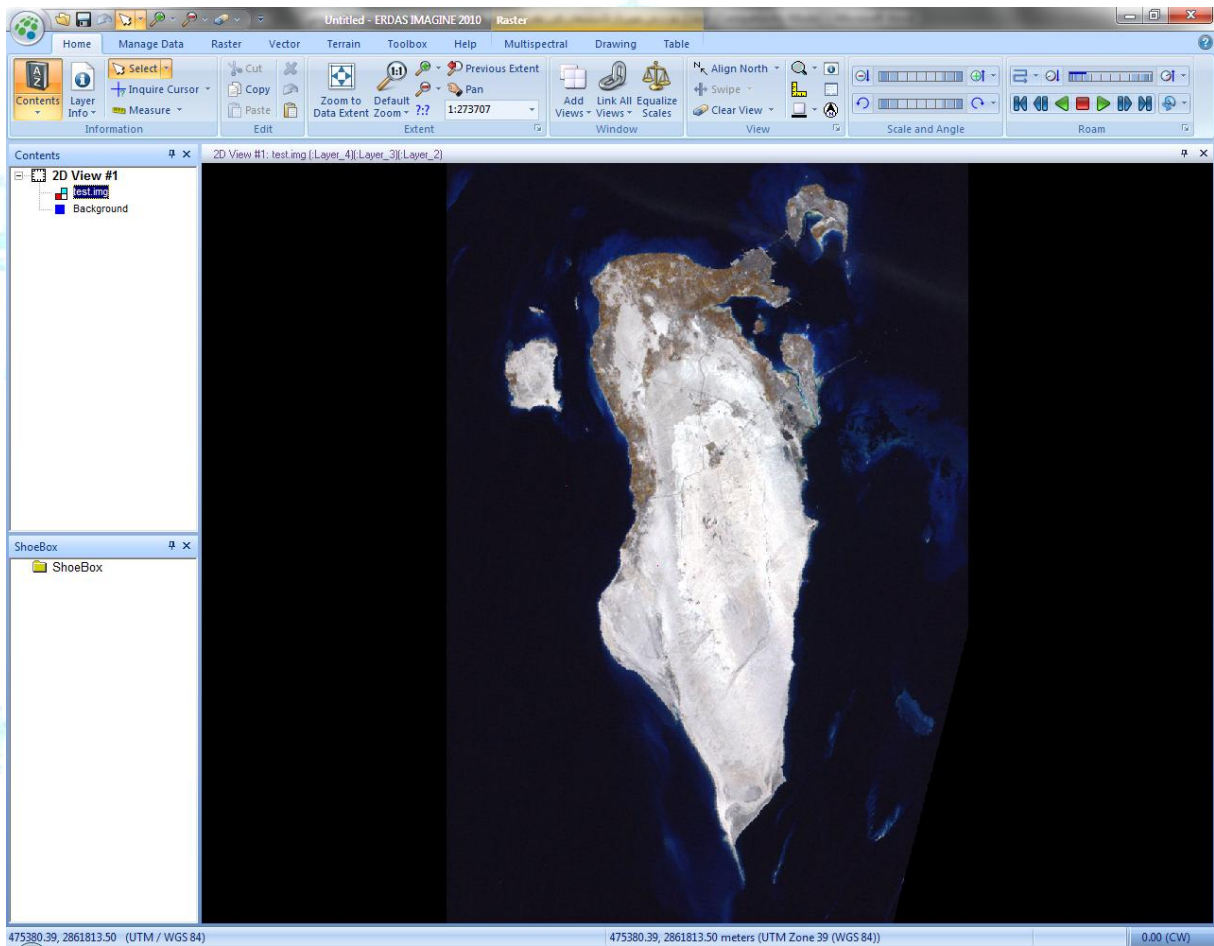 Untitled - ERDAS IMAGINE 2010 Raster
Home Manage Data Raster Vector Terrain Toolbox Help Multispectral Drawing Table
Contents
Layer Info
Select
Inquire Cursor
Measure
Information
Cut
Copy
Paste
Edit
Zoom to Data Extent
1:1
Default Zoom
?:?
Previous Extent
Pan
1:273707
Extent
Add Views
Link All Views
Equalize Scales
Window
Align North
Swipe
Clear View
View
Scale and Angle
Roam
Contents
2D View #1
test.img
Background
ShoeBox
ShoeBox
2D View #1: test.img (:Layer_4)(:Layer_3)(:Layer_2)
475380.39, 2861813.50 (UTM / WGS 84)
475380.39, 2861813.50 meters (UTM Zone 39 (WGS 84))
0.00 (CW)